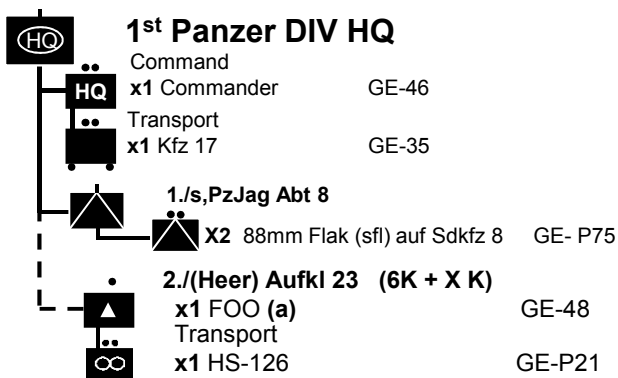 HQ 1st Panzer DIV HQ
Command
HQ x1 Commander GE-46
Transport
x1 Kfz 17 GE-35
1./s,PzJag Abt 8
X2 88mm Flak (sfl) auf Sdkfz 8 GE- P75
2./(Heer) Aufkl 23 (6K + X K)
x1 FOO (a) GE-48
Transport
x1 HS-126 GE-P21